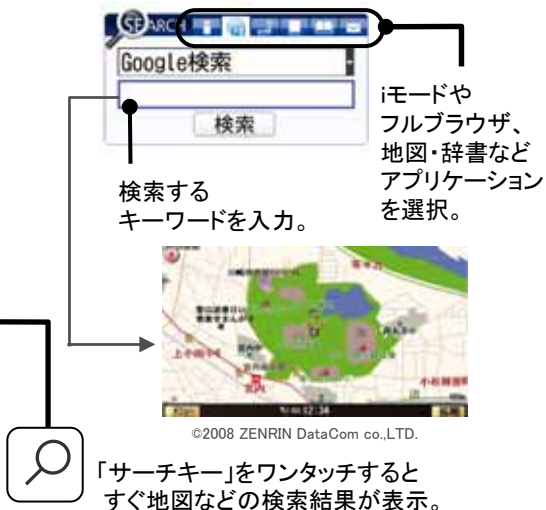 SEARCH
Google検索
検索
iモードや
フルブラウザ、
地図・辞書など
アプリケーション
を選択。
検索する
キーワードを入力。
12:34
©2008 ZENRIN DataCom co.,LTD.
「サーチキー」をワンタッチすると
すぐ地図などの検索結果が表示。